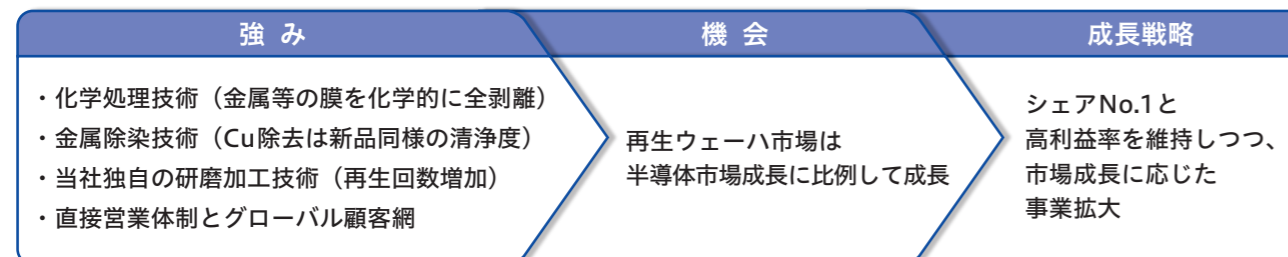 強み
・化学処理技術（金属等の膜を化学的に全剥離）
・金属除染技術（Cu除去は新品同様の清浄度）
・当社独自の研磨加工技術（再生回数増加）
・直接営業体制とグローバル顧客網
機会
再生ウェーハ市場は
半導体市場成長に比例して成長
成長戦略
シェアNo.1と
高利益率を維持しつつ、
市場成長に応じた
事業拡大